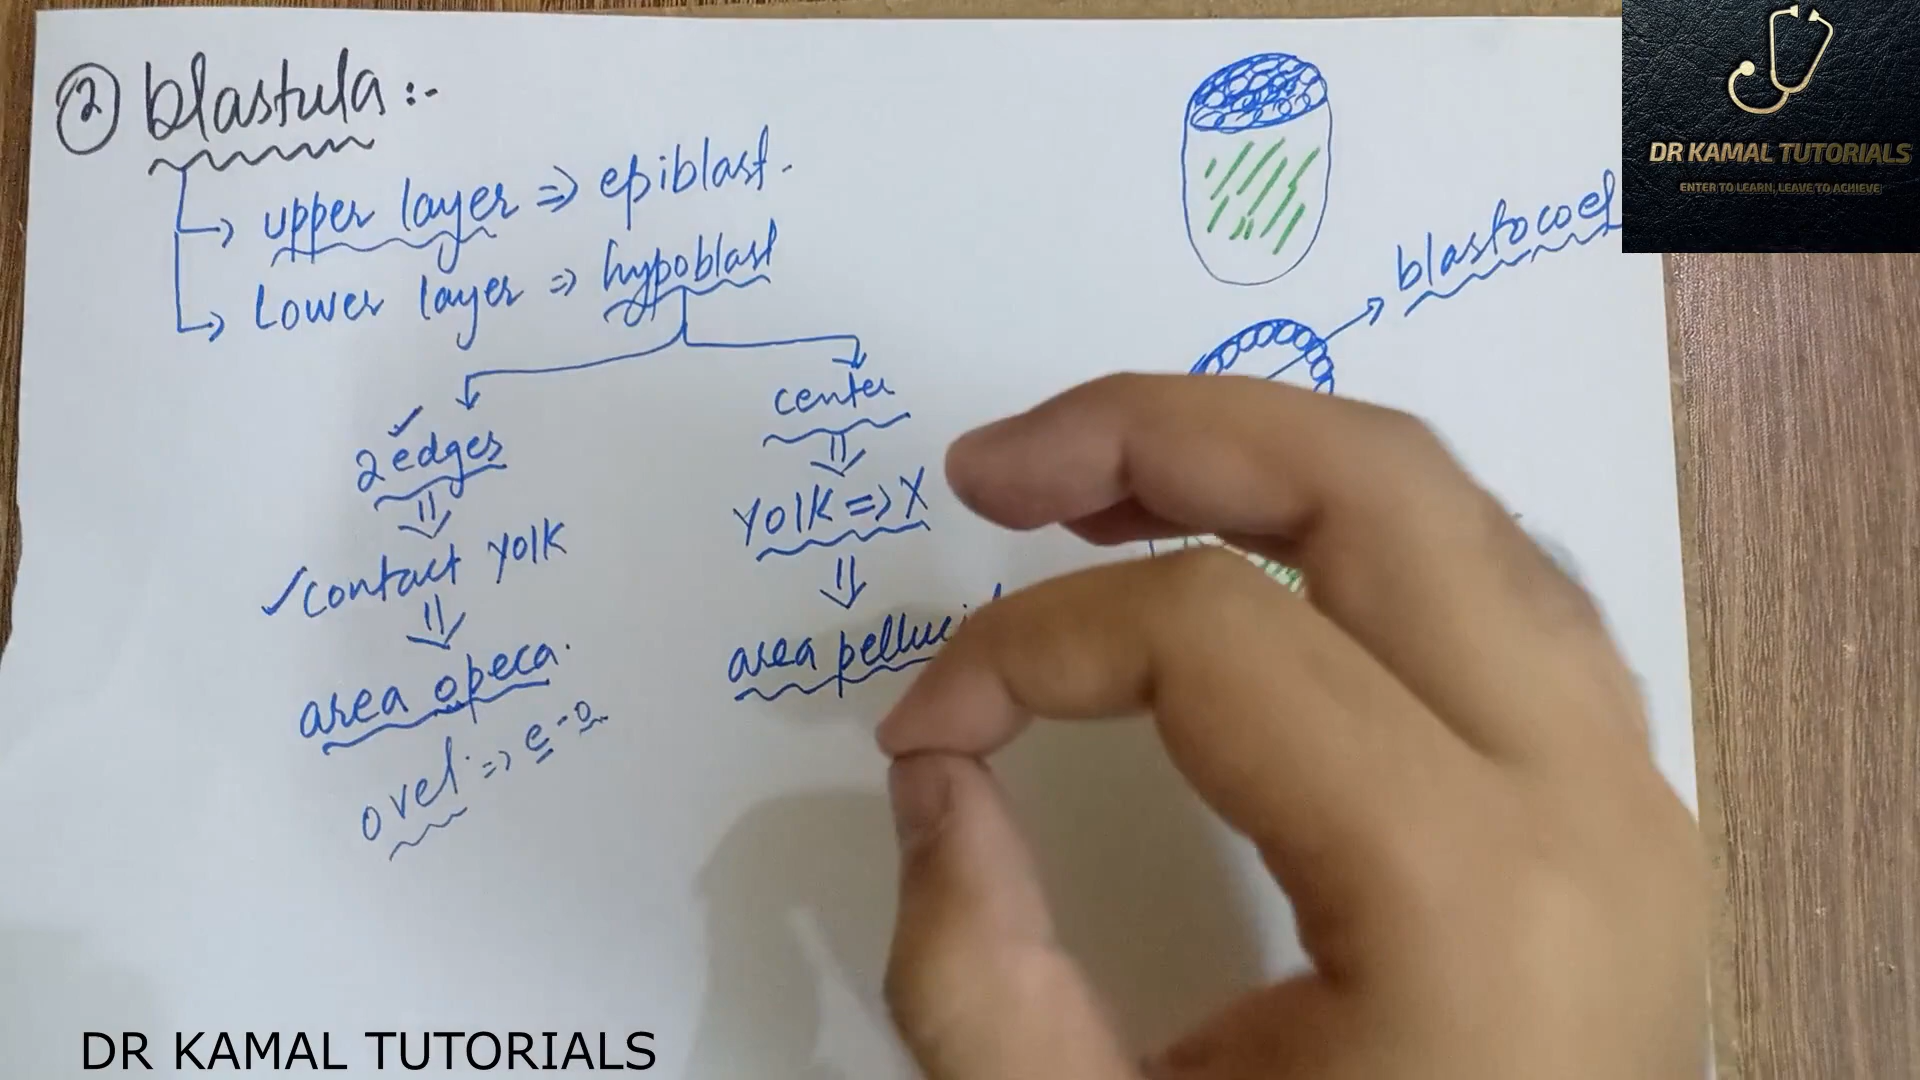 ② blastula :-
upper layer => epiblast.
Lower layer => hypoblast
2 edges
center
contact yolk
yolk => X
area opeca.
area
ovel => e-o
blastocoel
DR KAMAL TUTORIALS
ENTER TO LEARN, LEAVE TO ACHIEVE
DR KAMAL TUTORIALS